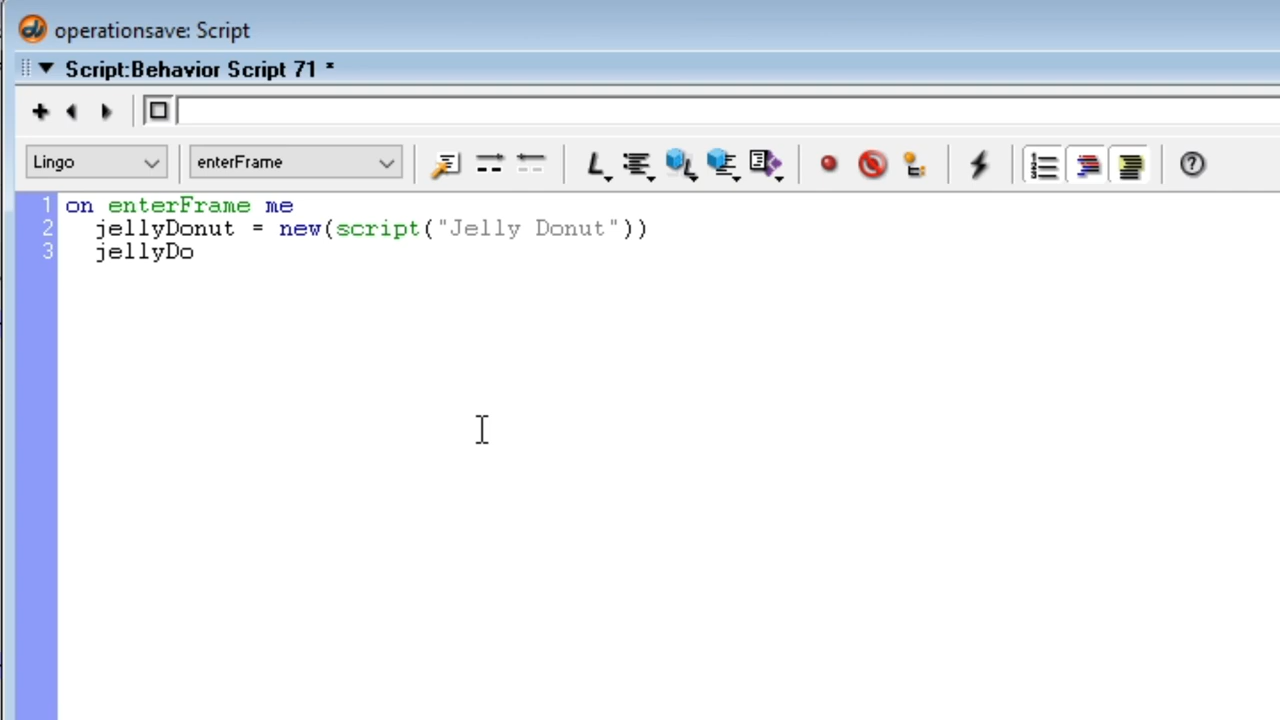 operationsave: Script
Script:Behavior Script 71 *
Lingo
enterFrame
1 on enterFrame me
2 jellyDonut = new(script("Jelly Donut"))
3 jellyDo